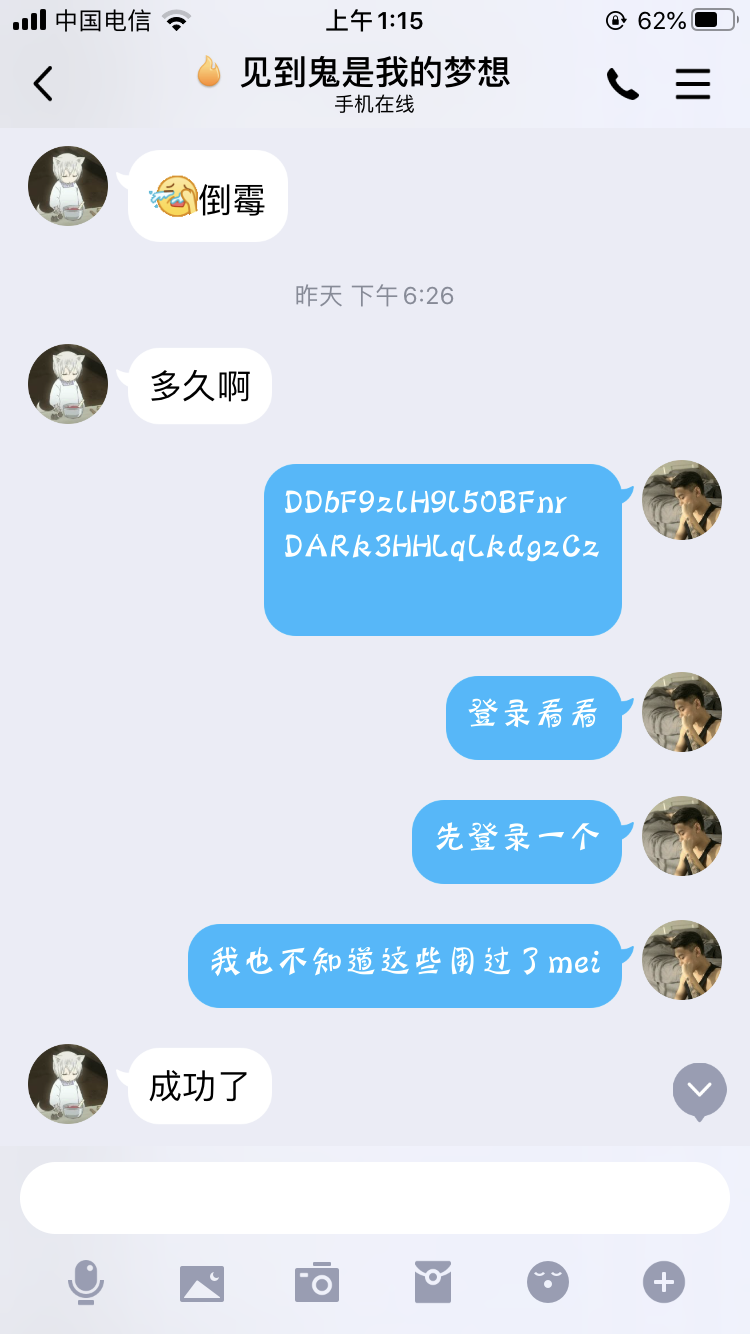 中国电信 上午1:15 62%
见到鬼是我的梦想
手机在线
倒霉
昨天 下午6:26
多久啊
DDbF9zlH9l5OBFnr
DARk3HHLqLkdgzCz
登录看看
先登录一个
我也不知道这些用过了mei
成功了